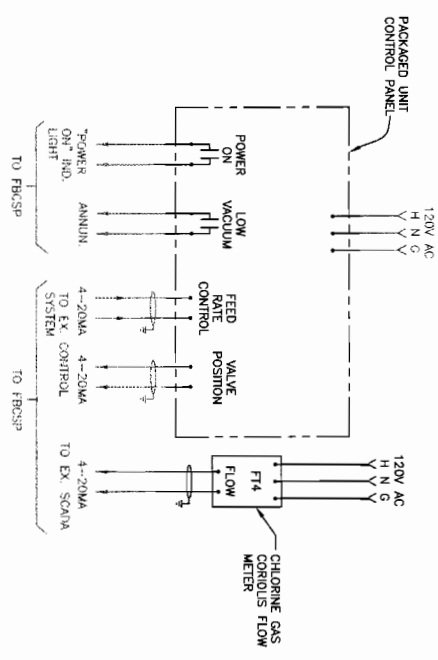 PACKAGED UNIT
CONTROL PANEL
120V AC
H N G
POWER
ON
LOW
VACUUM
FEED
RATE
CONTROL
VALVE
POSITION
"POWER
ON" IND.
LIGHT
ANNUN.
TO FBCSP
4-20MA
TO EX. CONTROL
SYSTEM
4-20MA
TO FBCSP
120V AC
H N G
FT4
FLOW
CHLORINE GAS
CORIOLIS FLOW
METER
4-20MA
TO EX. SCADA